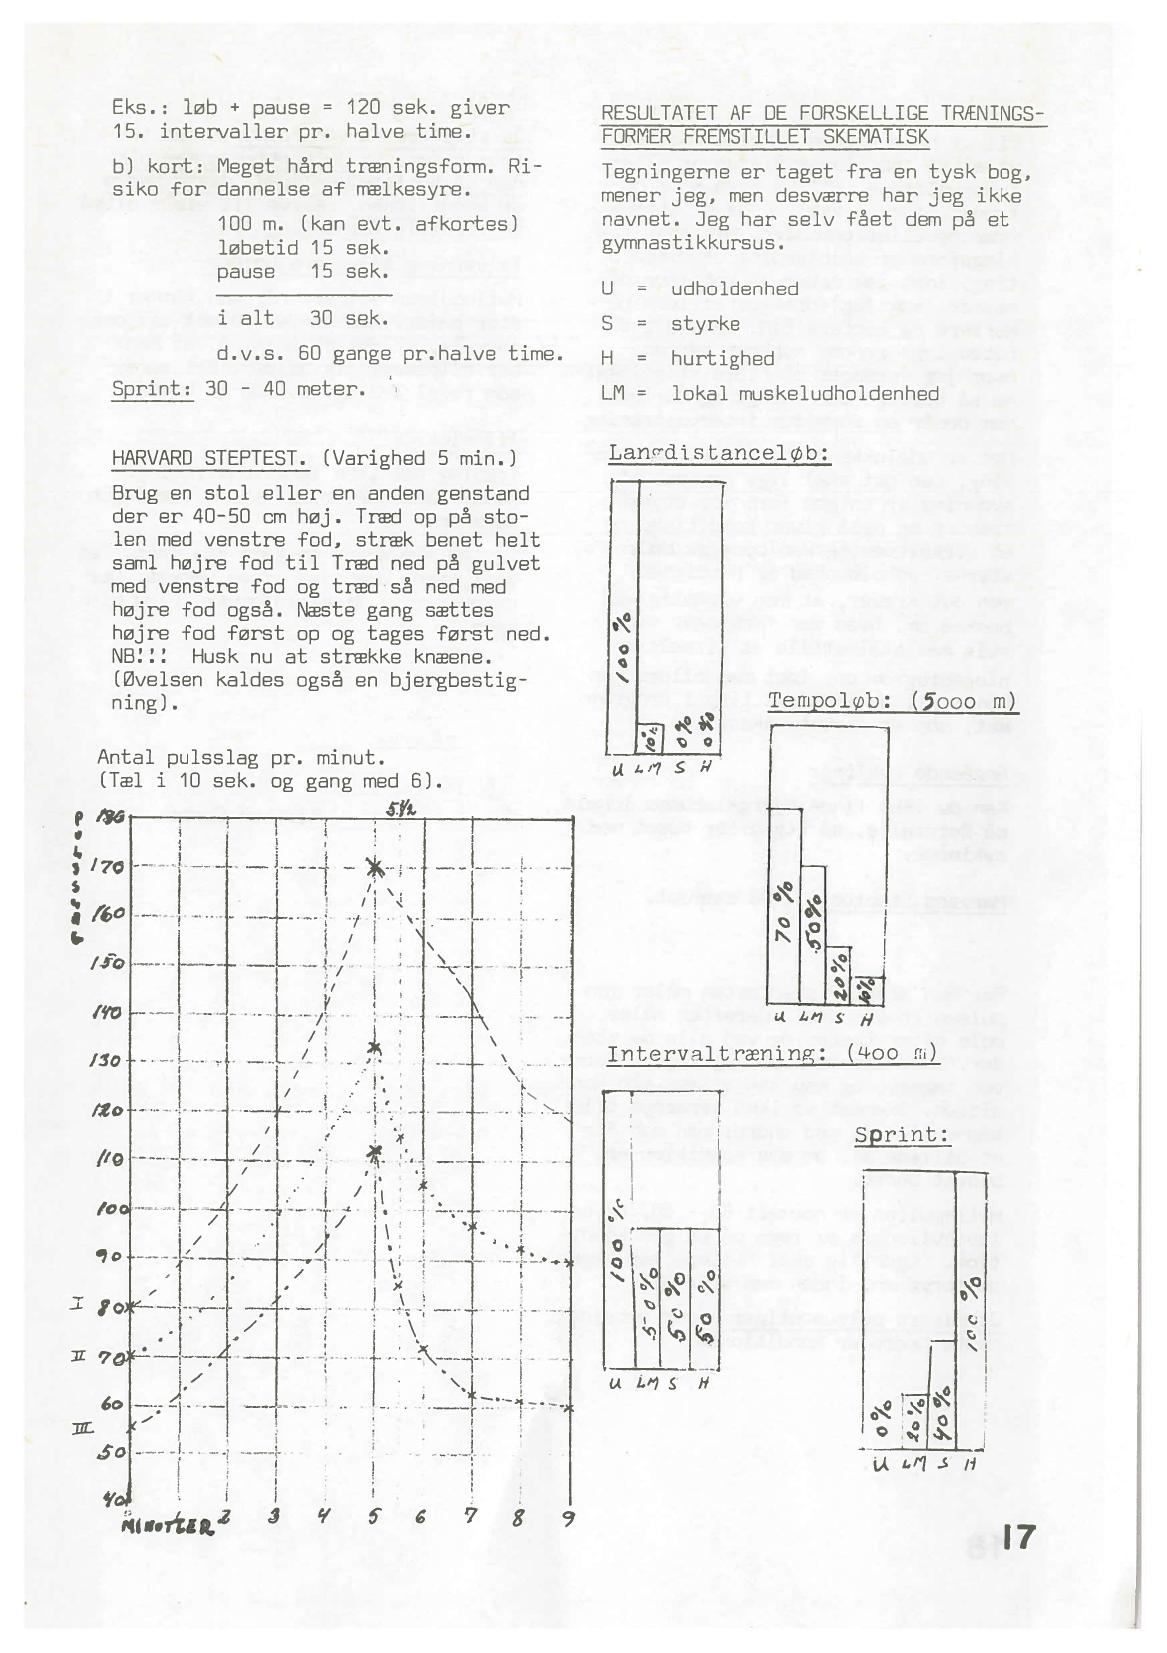 Eks.: løb + pause = 120 sek. giver
15. intervaller pr. halve time.
b) kort: Meget hård træningsform. Ri-
siko for dannelse af mælkesyre.
100 m. (kan evt. afkortes)
løbetid 15 sek.
pause 15 sek.
i alt 30 sek.
d.v.s. 60 gange pr.halve time.
Sprint: 30 - 40 meter.
HARVARD STEPTEST. (Varighed 5 min.)
Brug en stol eller en anden genstand
der er 40-50 cm høj. Træd op på sto-
len med venstre fod, stræk benet helt
saml højre fod til Træd ned på gulvet
med venstre fod og træd så ned med
højre fod også. Næste gang sættes
højre fod først op og tages først ned.
NB!!! Husk nu at strække knæene.
(Øvelsen kaldes også en bjergbestig-
ning).
Antal pulsslag pr. minut.
(Tæl i 10 sek. og gang med 6).
5 1/2
170
160
150
140
130
120
110
100
90
I 80
II 70
60
III
50
40
MINUTTER 2 3 4 5 6 7 8 9
RESULTATET AF DE FORSKELLIGE TRÆNINGS-
FORMER FREMSTILLET SKEMATISK
Tegningerne er taget fra en tysk bog,
mener jeg, men desværre har jeg ikke
navnet. Jeg har selv fået dem på et
gymnastikkursus.
U = udholdenhed
S = styrke
H = hurtighed
LM = lokal muskeludholdenhed
Langdistanceløb:
100% 10% 0% 0%
U LM S H
Tempoløb: (5000 m)
70% 50% 20% 10%
U LM S H
Intervaltræning: (400 m)
100% 50% 50% 50%
U LM S H
Sprint:
0% 20% 40% 100%
U LM S H
17